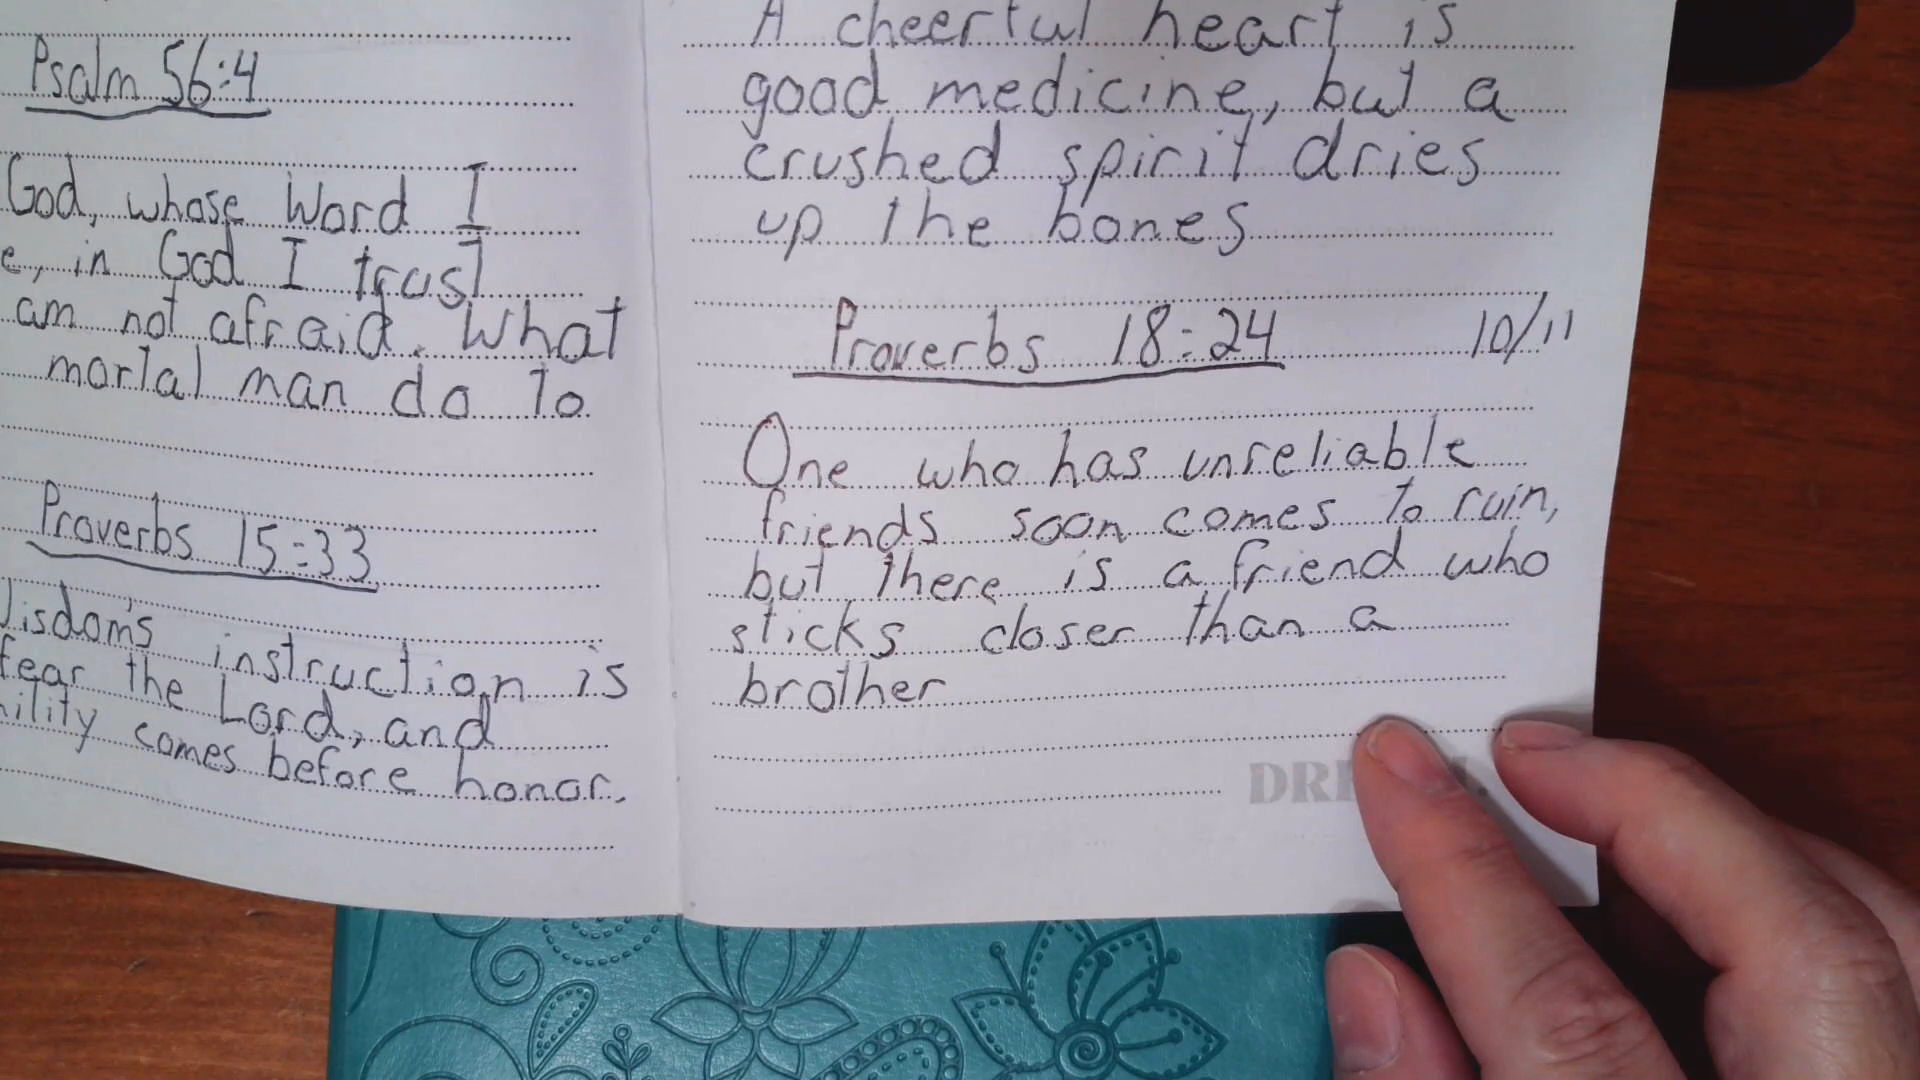 Psalm 56:4
God, whose Word I
e, in God I trust
am not afraid. What
mortal man do to
Proverbs 15:33
isdom's instruction is
fear the Lord, and
ility comes before honor.
A cheerful heart is
good medicine, but a
crushed spirit dries
up the bones
Proverbs 18:24 10/11
One who has unreliable
friends soon comes to ruin,
but there is a friend who
sticks closer than a
brother